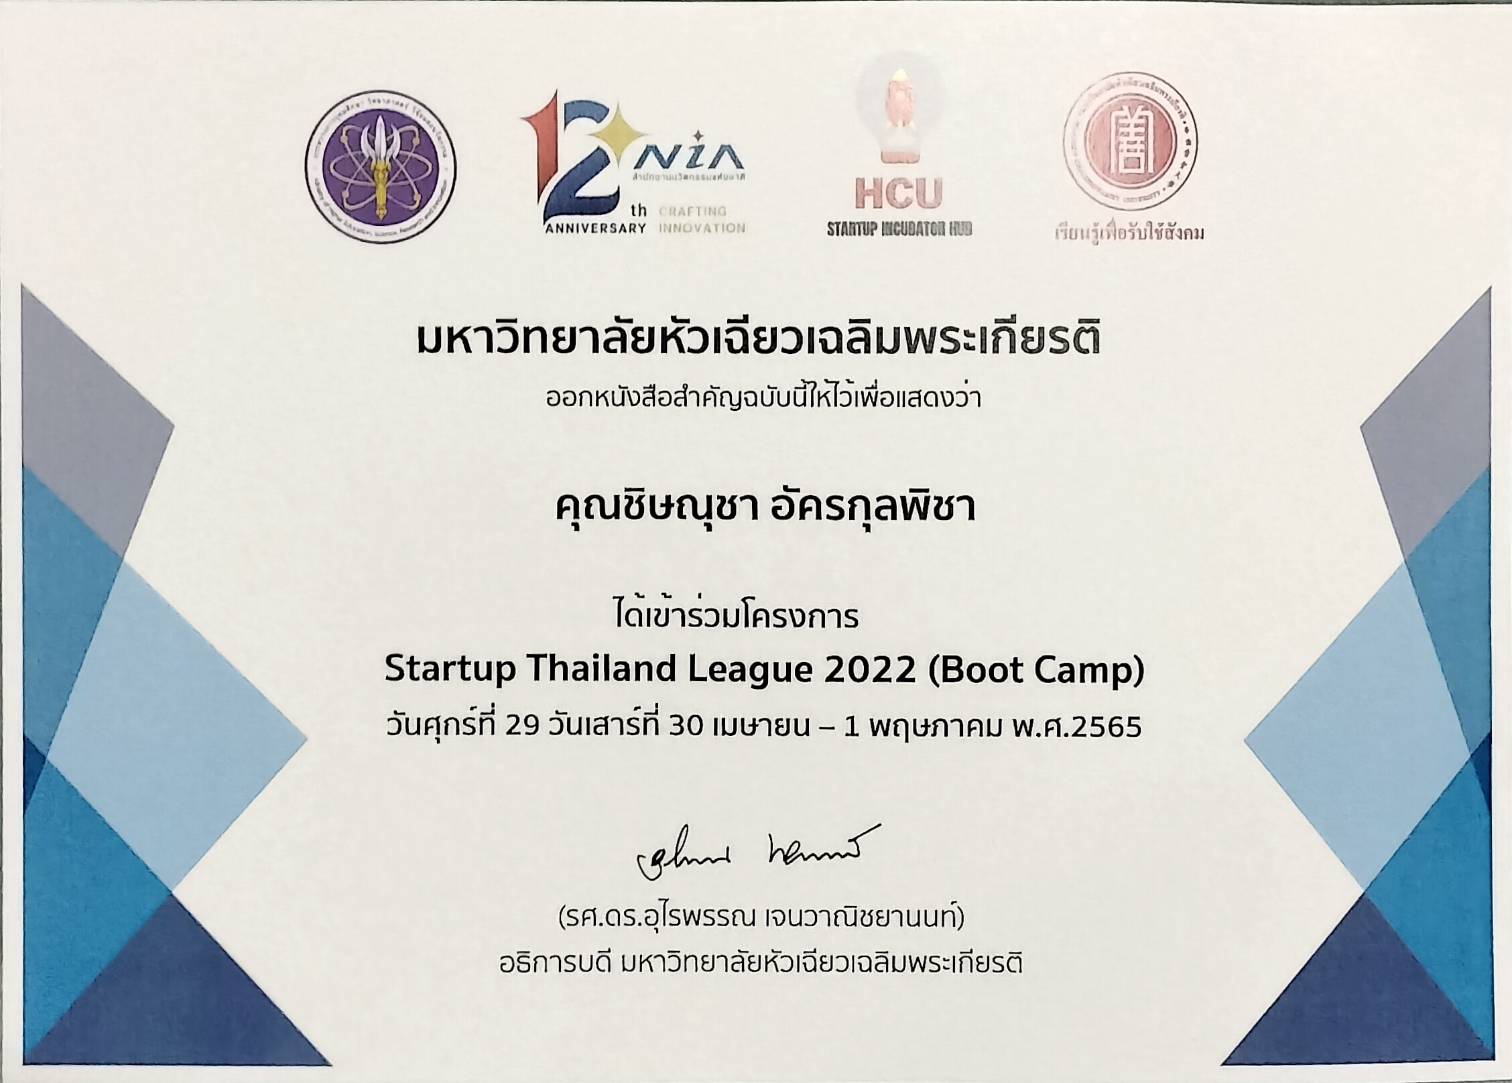 12 NIA
สำนักงานนวัตกรรมแห่งชาติ
th CRAFTING
ANNIVERSARY INNOVATION
HCU
STARTUP INCUBATOR HUB
เรียนรู้เพื่อรับใช้สังคม
มหาวิทยาลัยหัวเฉียวเฉลิมพระเกียรติ
ออกหนังสือสำคัญฉบับนี้ให้ไว้เพื่อแสดงว่า
คุณชิษณุชา อัครกุลพิชา
ได้เข้าร่วมโครงการ
Startup Thailand League 2022 (Boot Camp)
วันศุกร์ที่ 29 วันเสาร์ที่ 30 เมษายน – 1 พฤษภาคม พ.ศ.2565
(รศ.ดร.อุไรพรรณ เจนวาณิชยานนท์)
อธิการบดี มหาวิทยาลัยหัวเฉียวเฉลิมพระเกียรติ